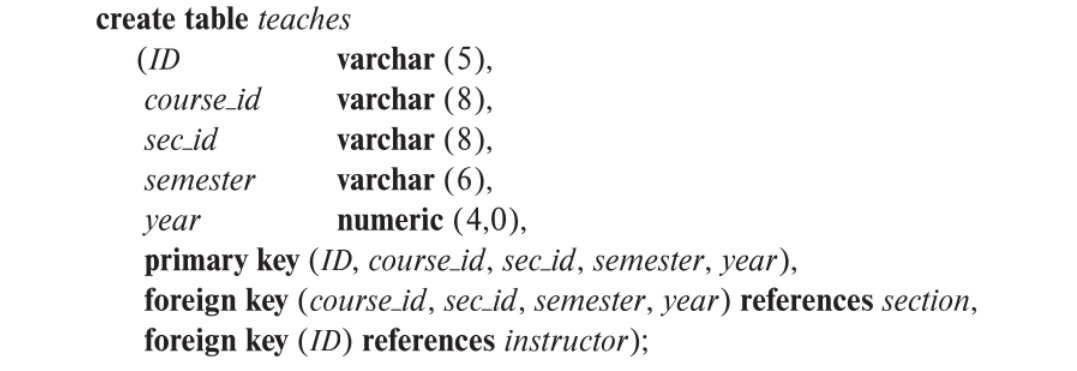 create table teaches
(ID varchar (5),
course_id varchar (8),
sec_id varchar (8),
semester varchar (6),
year numeric (4,0),
primary key (ID, course_id, sec_id, semester, year),
foreign key (course_id, sec_id, semester, year) references section,
foreign key (ID) references instructor);